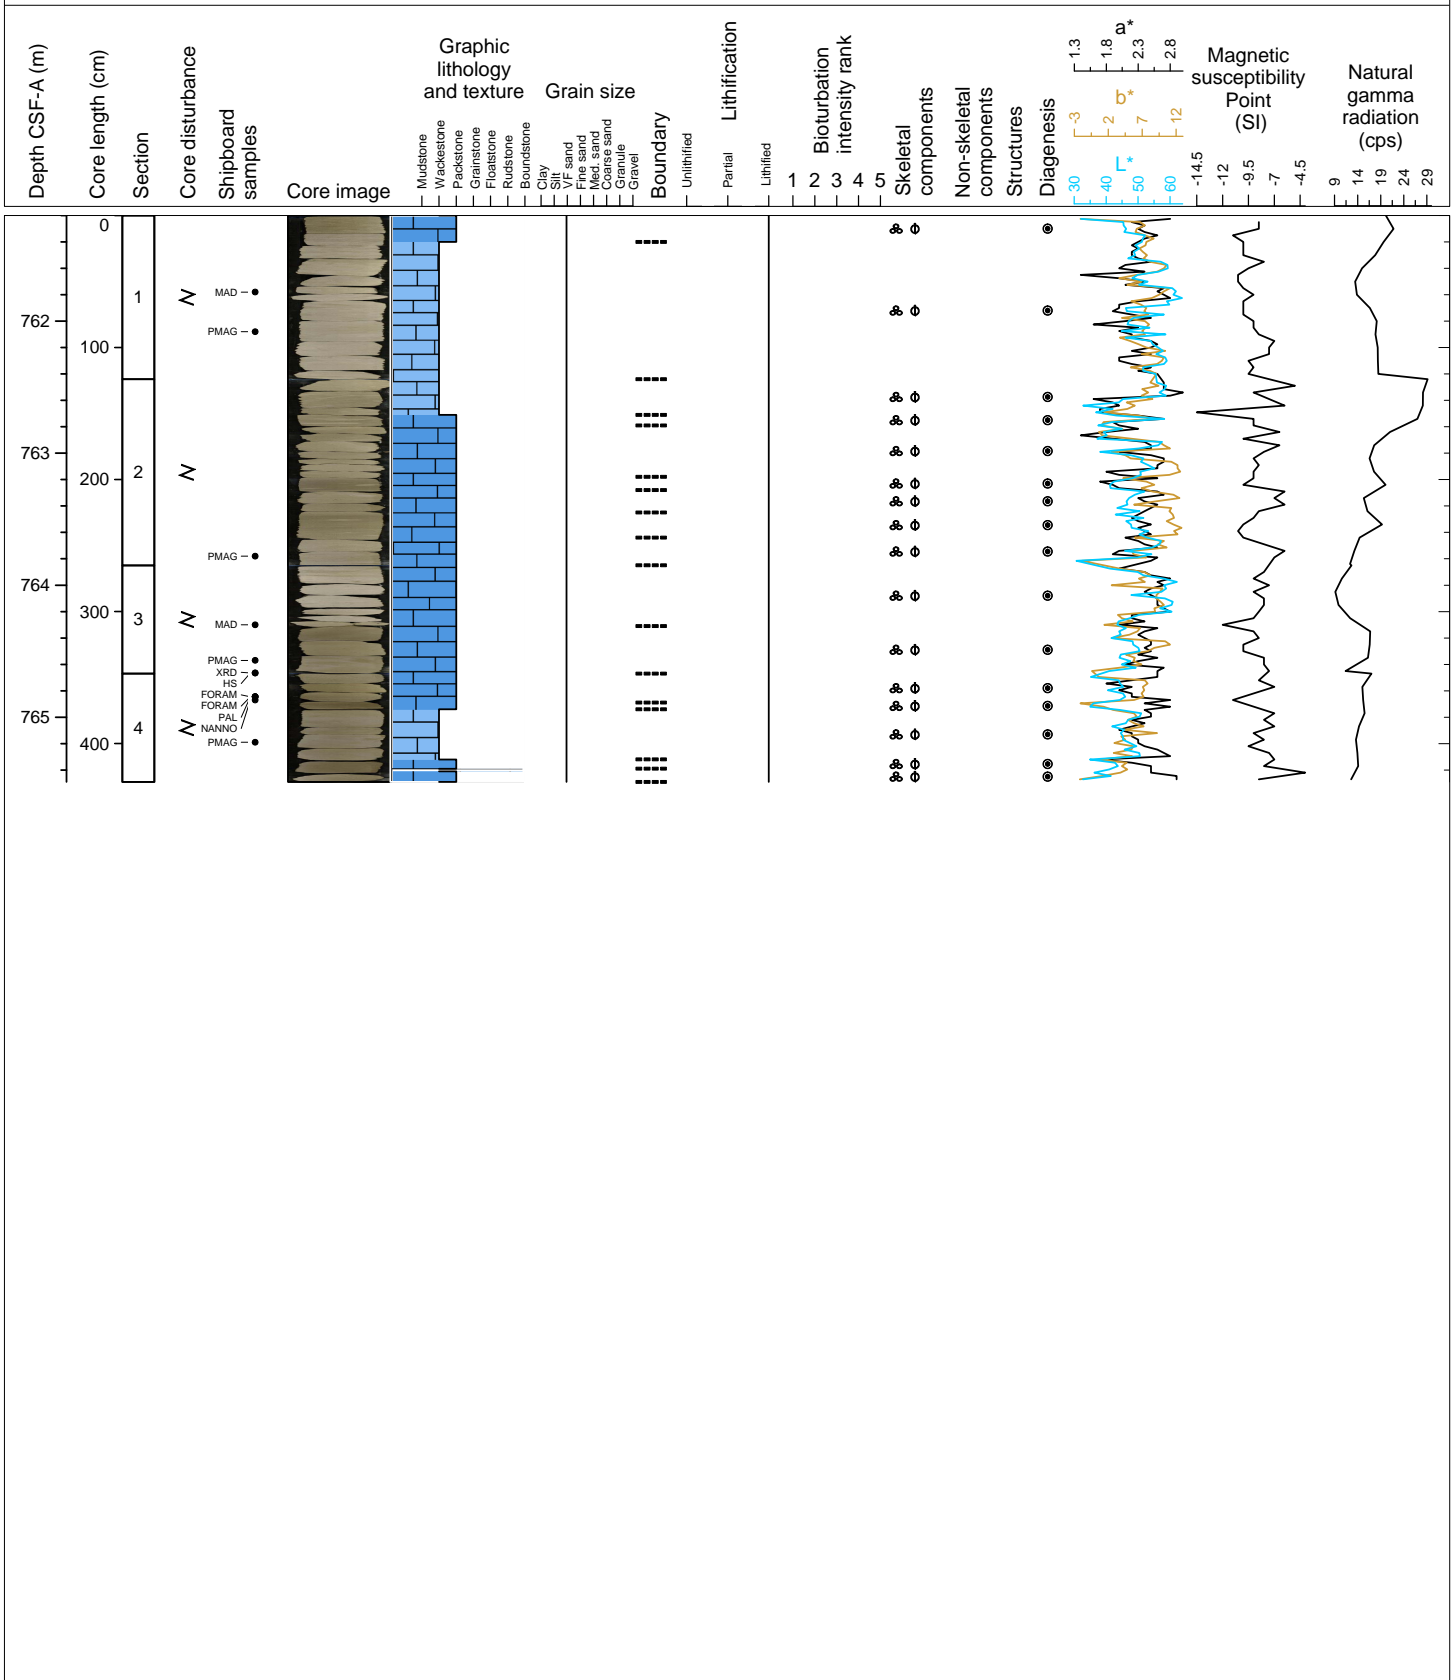 Depth CSF-A (m)
Core length (cm)
Section
Core disturbance
Shipboard
samples
Core image
Graphic
lithology
and texture
Mudstone
Wackestone
Packstone
Grainstone
Floatstone
Rudstone
Boundstone
Grain size
Clay
Silt
VF sand
Fine sand
Med. sand
Coarse sand
Granule
Gravel
Boundary
Lithification
Unlithified
Partial
Lithified
Bioturbation
intensity rank
1 2 3 4 5
Skeletal
components
Non-skeletal
components
Structures
Diagenesis
a*
1.3 1.8 2.3 2.8
b*
-3 2 7 12
L*
30 40 50 60
Magnetic
susceptibility
Point
(SI)
-14.5 -12 -9.5 -7 -4.5
Natural
gamma
radiation
(cps)
9 14 19 24 29
0
1
MAD
762
PMAG
100
763
2
200
PMAG
764
300
3
MAD
PMAG
XRD
HS
FORAM
FORAM
PAL
765
NANNO
4
PMAG
400